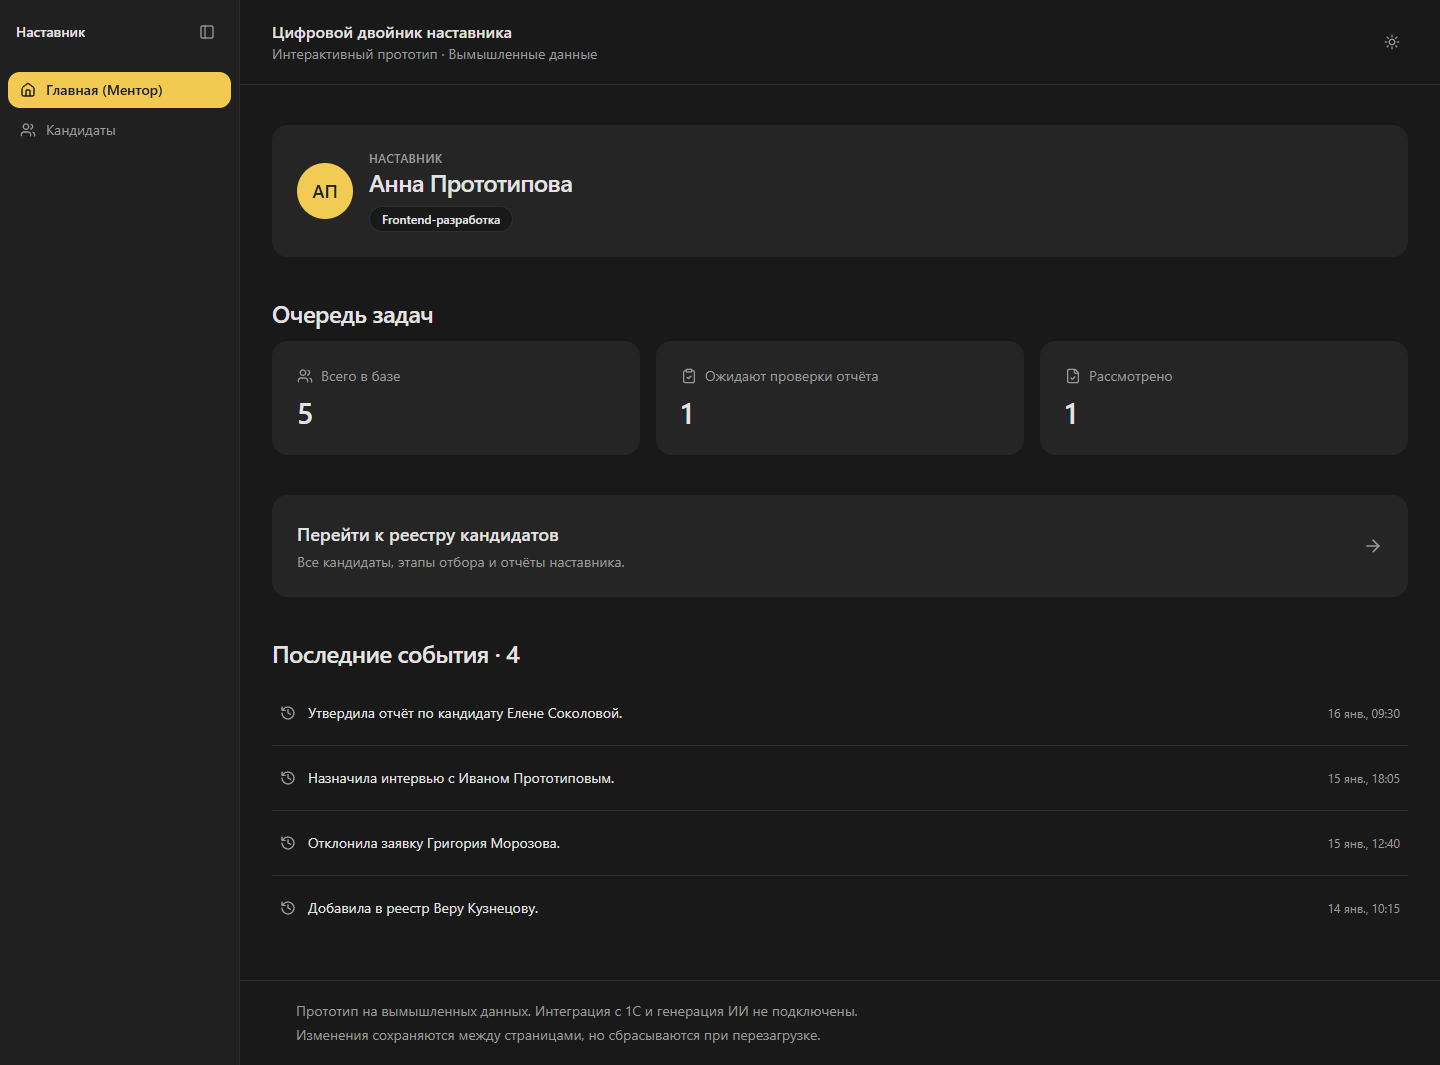 Наставник
Главная (Ментор)
Кандидаты
Цифровой двойник наставника
Интерактивный прототип · Вымышленные данные
АП
НАСТАВНИК
Анна Прототипова
Frontend-разработка
Очередь задач
Всего в базе
5
Ожидают проверки отчёта
1
Рассмотрено
1
Перейти к реестру кандидатов
Все кандидаты, этапы отбора и отчёты наставника.
Последние события · 4
Утвердила отчёт по кандидату Елене Соколовой.
16 янв., 09:30
Назначила интервью с Иваном Прототиповым.
15 янв., 18:05
Отклонила заявку Григория Морозова.
15 янв., 12:40
Добавила в реестр Веру Кузнецову.
14 янв., 10:15
Прототип на вымышленных данных. Интеграция с 1С и генерация ИИ не подключены.
Изменения сохраняются между страницами, но сбрасываются при перезагрузке.